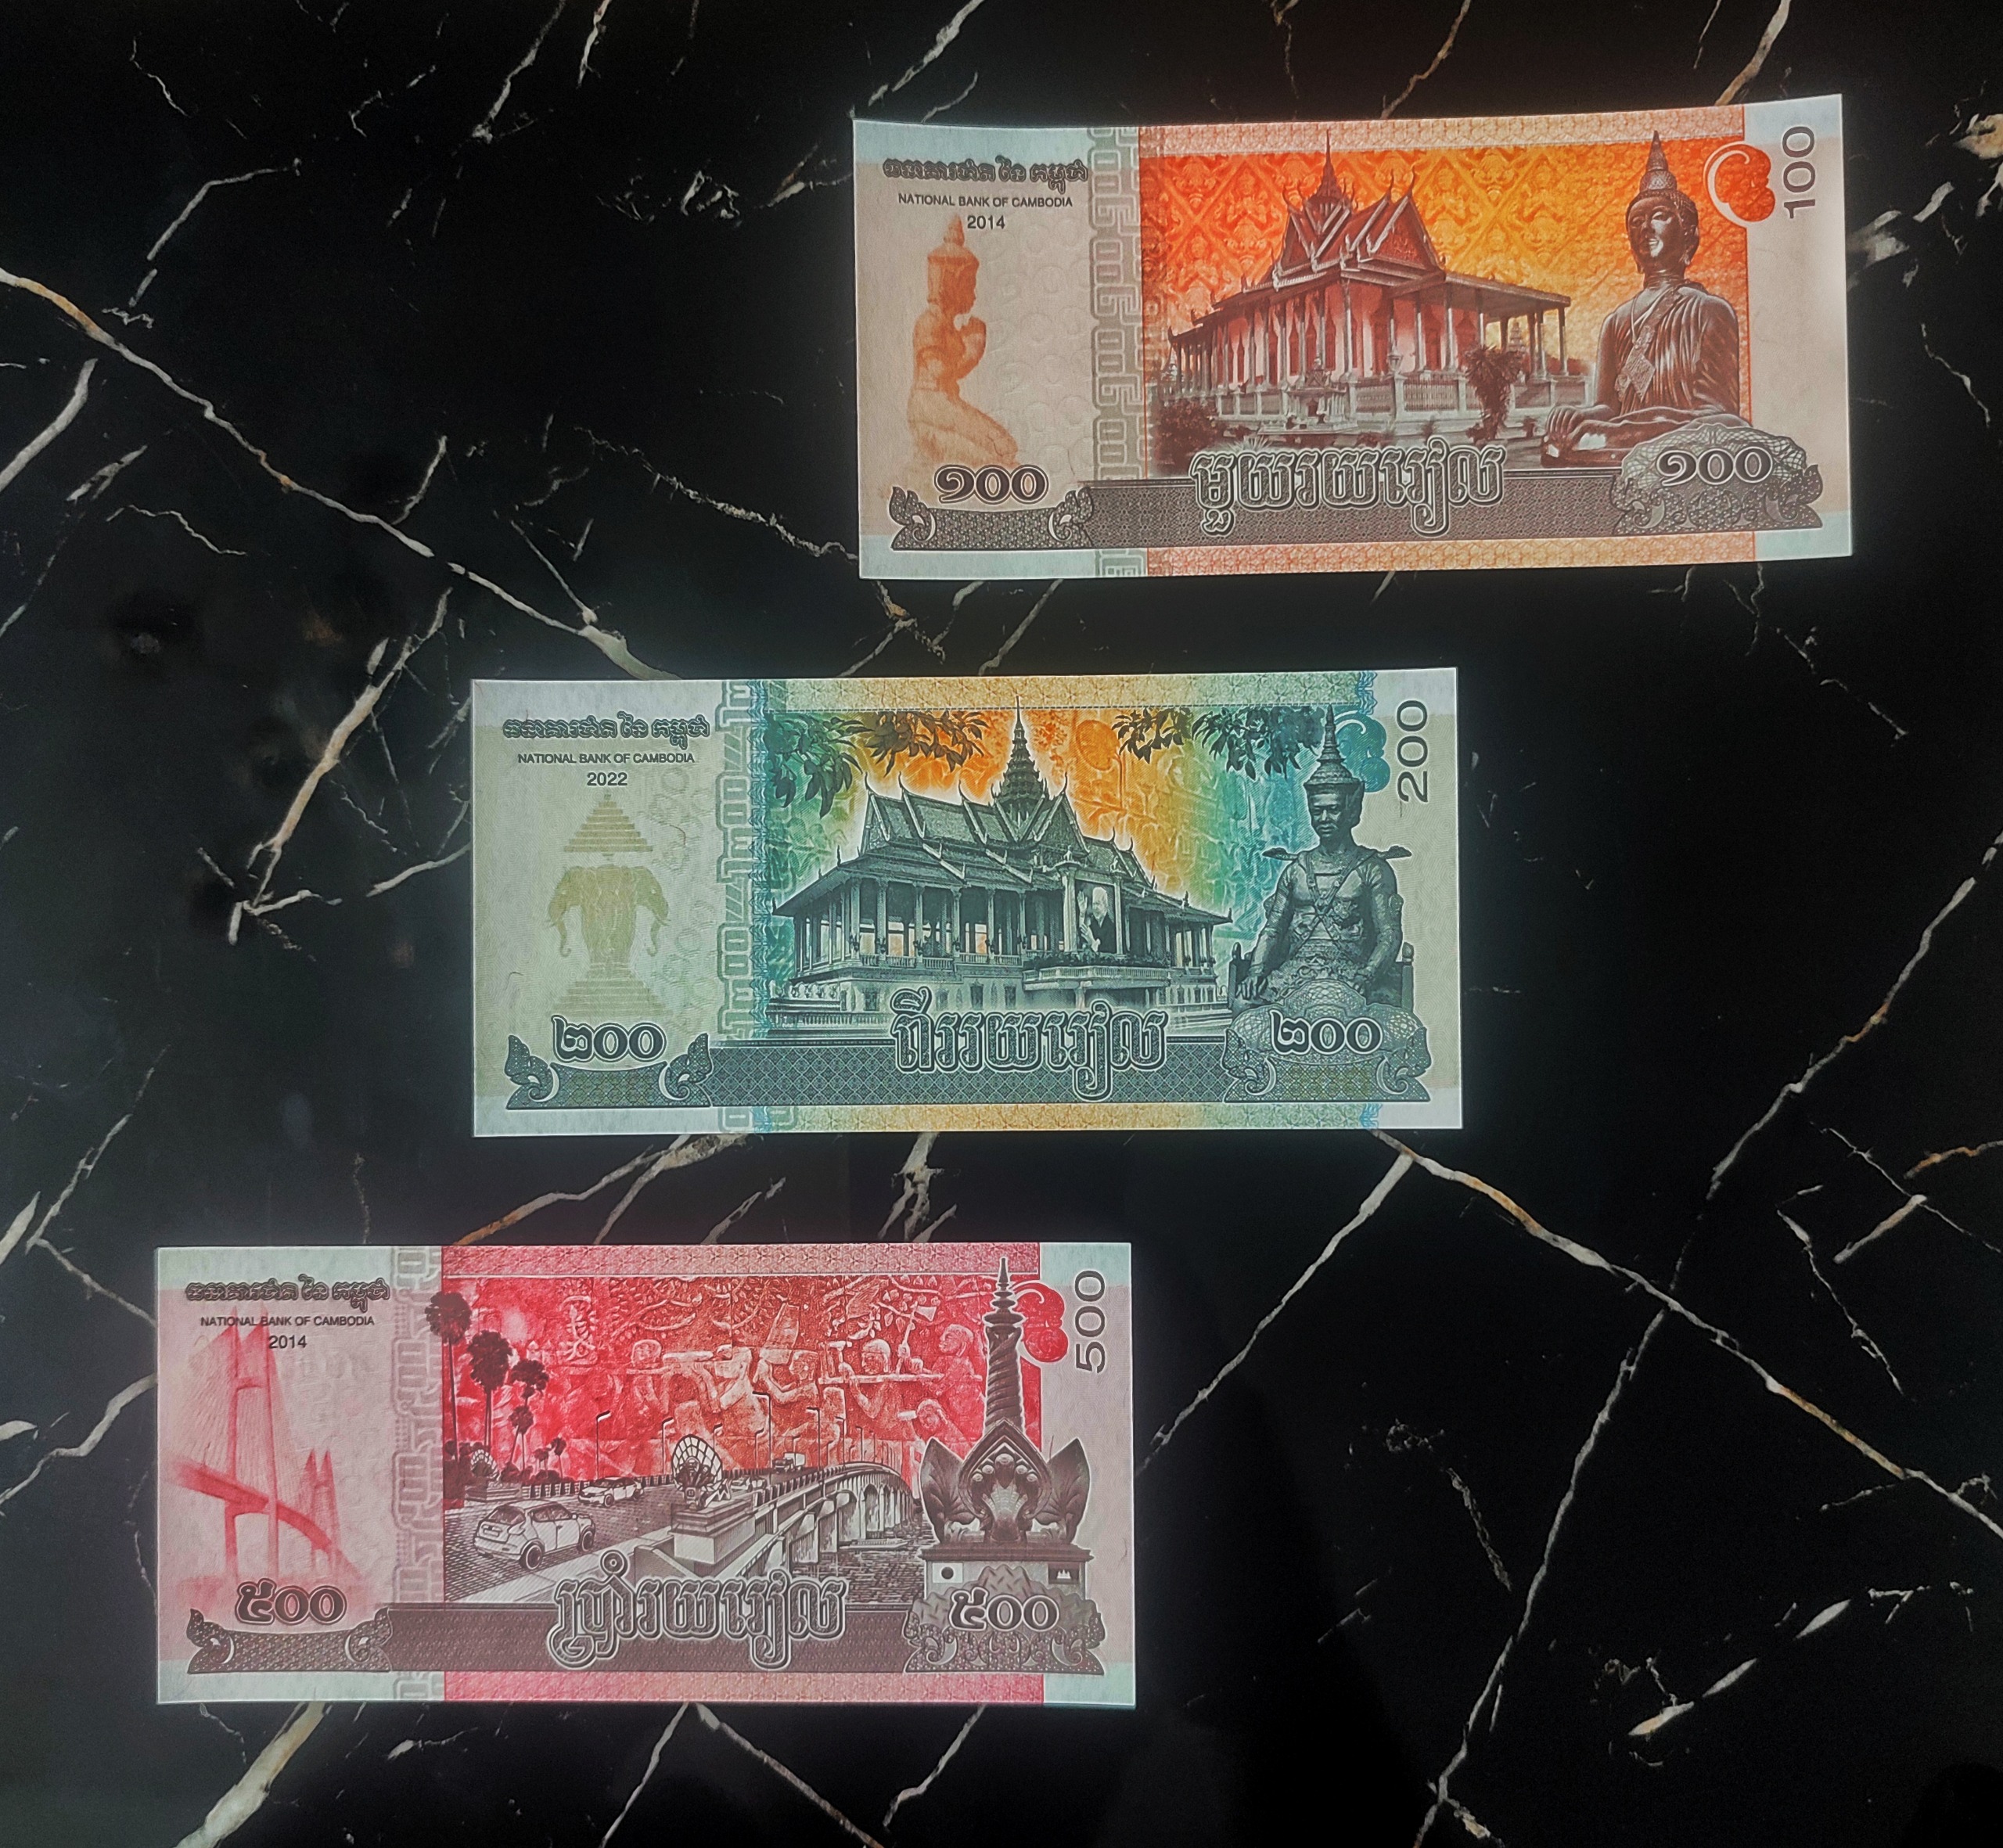 ធនាគារជាតិ នៃ កម្ពុជា
NATIONAL BANK OF CAMBODIA
2014
100
១០០
មួយរយរៀល
១០០
ធនាគារជាតិ នៃ កម្ពុជា
NATIONAL BANK OF CAMBODIA
2022
200
២០០
ពីររយរៀល
២០០
ធនាគារជាតិ នៃ កម្ពុជា
NATIONAL BANK OF CAMBODIA
2014
500
៥០០
ប្រាំរយរៀល
៥០០